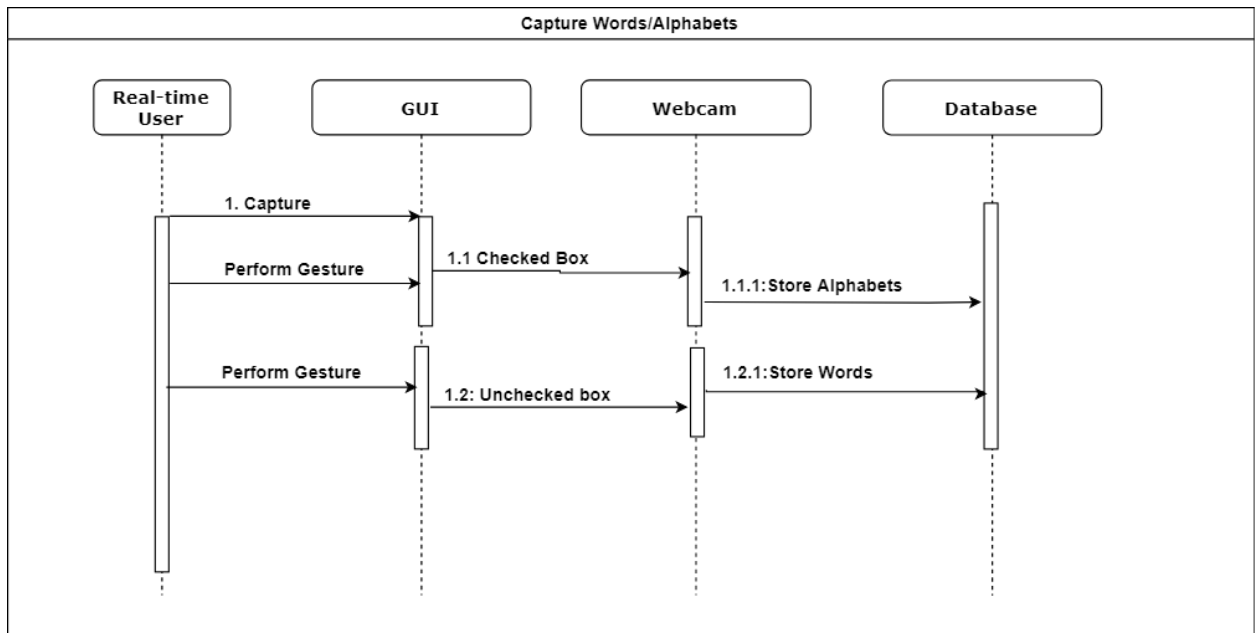 Capture Words/Alphabets
Real-time
User
GUI
Webcam
Database
1. Capture
1.1 Checked Box
Perform Gesture
1.1.1:Store Alphabets
Perform Gesture
1.2.1:Store Words
1.2: Unchecked box